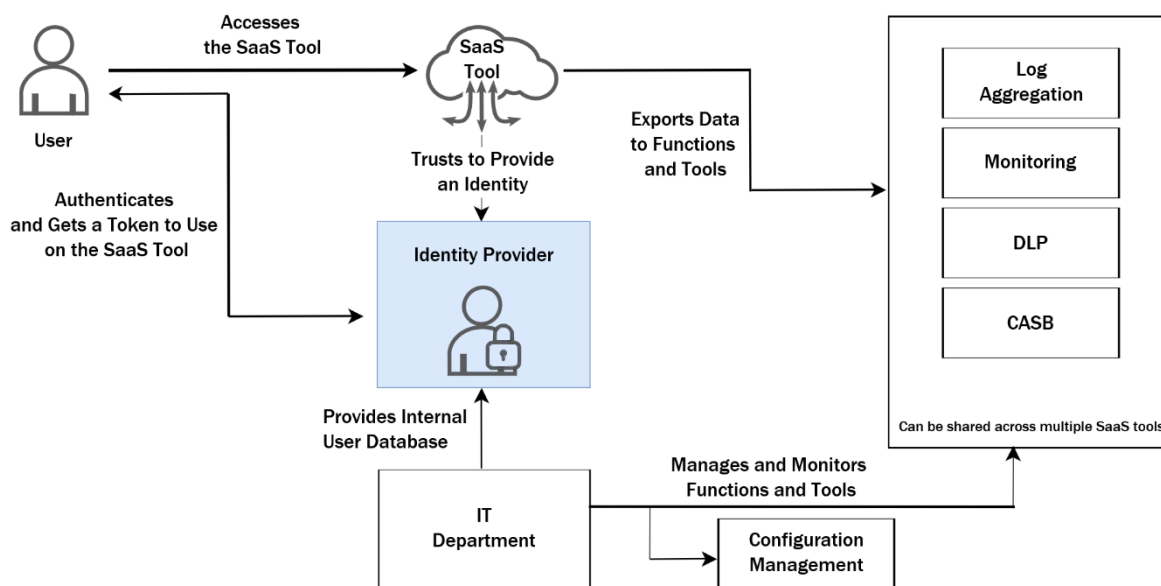 Accesses
the SaaS Tool
SaaS
Tool
User
Exports Data
to Functions
and Tools
Log
Aggregation
Monitoring
DLP
CASB
Can be shared across multiple SaaS tools
Trusts to Provide
an Identity
Authenticates
and Gets a Token to Use
on the SaaS Tool
Identity Provider
Provides Internal
User Database
IT
Department
Manages and Monitors
Functions and Tools
Configuration
Management